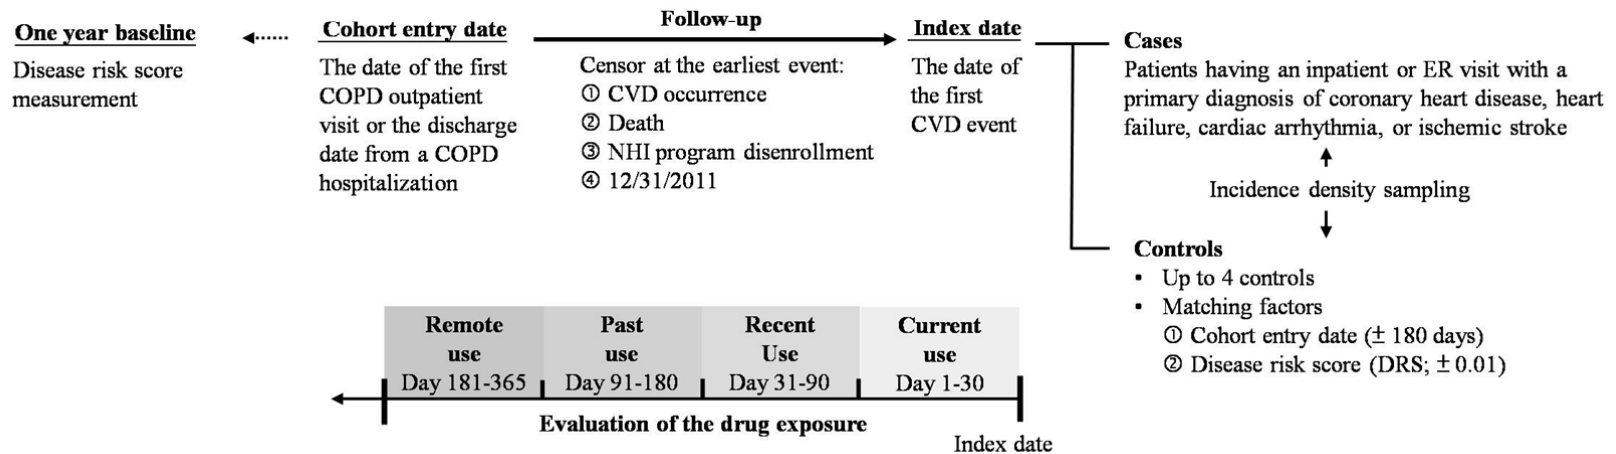 One year baseline
Disease risk score
measurement
Cohort entry date
The date of the first
COPD outpatient
visit or the discharge
date from a COPD
hospitalization
Follow-up
Censor at the earliest event:
① CVD occurrence
② Death
③ NHI program disenrollment
④ 12/31/2011
Index date
The date of
the first
CVD event
Cases
Patients having an inpatient or ER visit with a
primary diagnosis of coronary heart disease, heart
failure, cardiac arrhythmia, or ischemic stroke
Incidence density sampling
Controls
▪ Up to 4 controls
▪ Matching factors
① Cohort entry date (± 180 days)
② Disease risk score (DRS; ± 0.01)
Remote
use
Day 181-365
Past
use
Day 91-180
Recent
Use
Day 31-90
Current
use
Day 1-30
Evaluation of the drug exposure
Index date